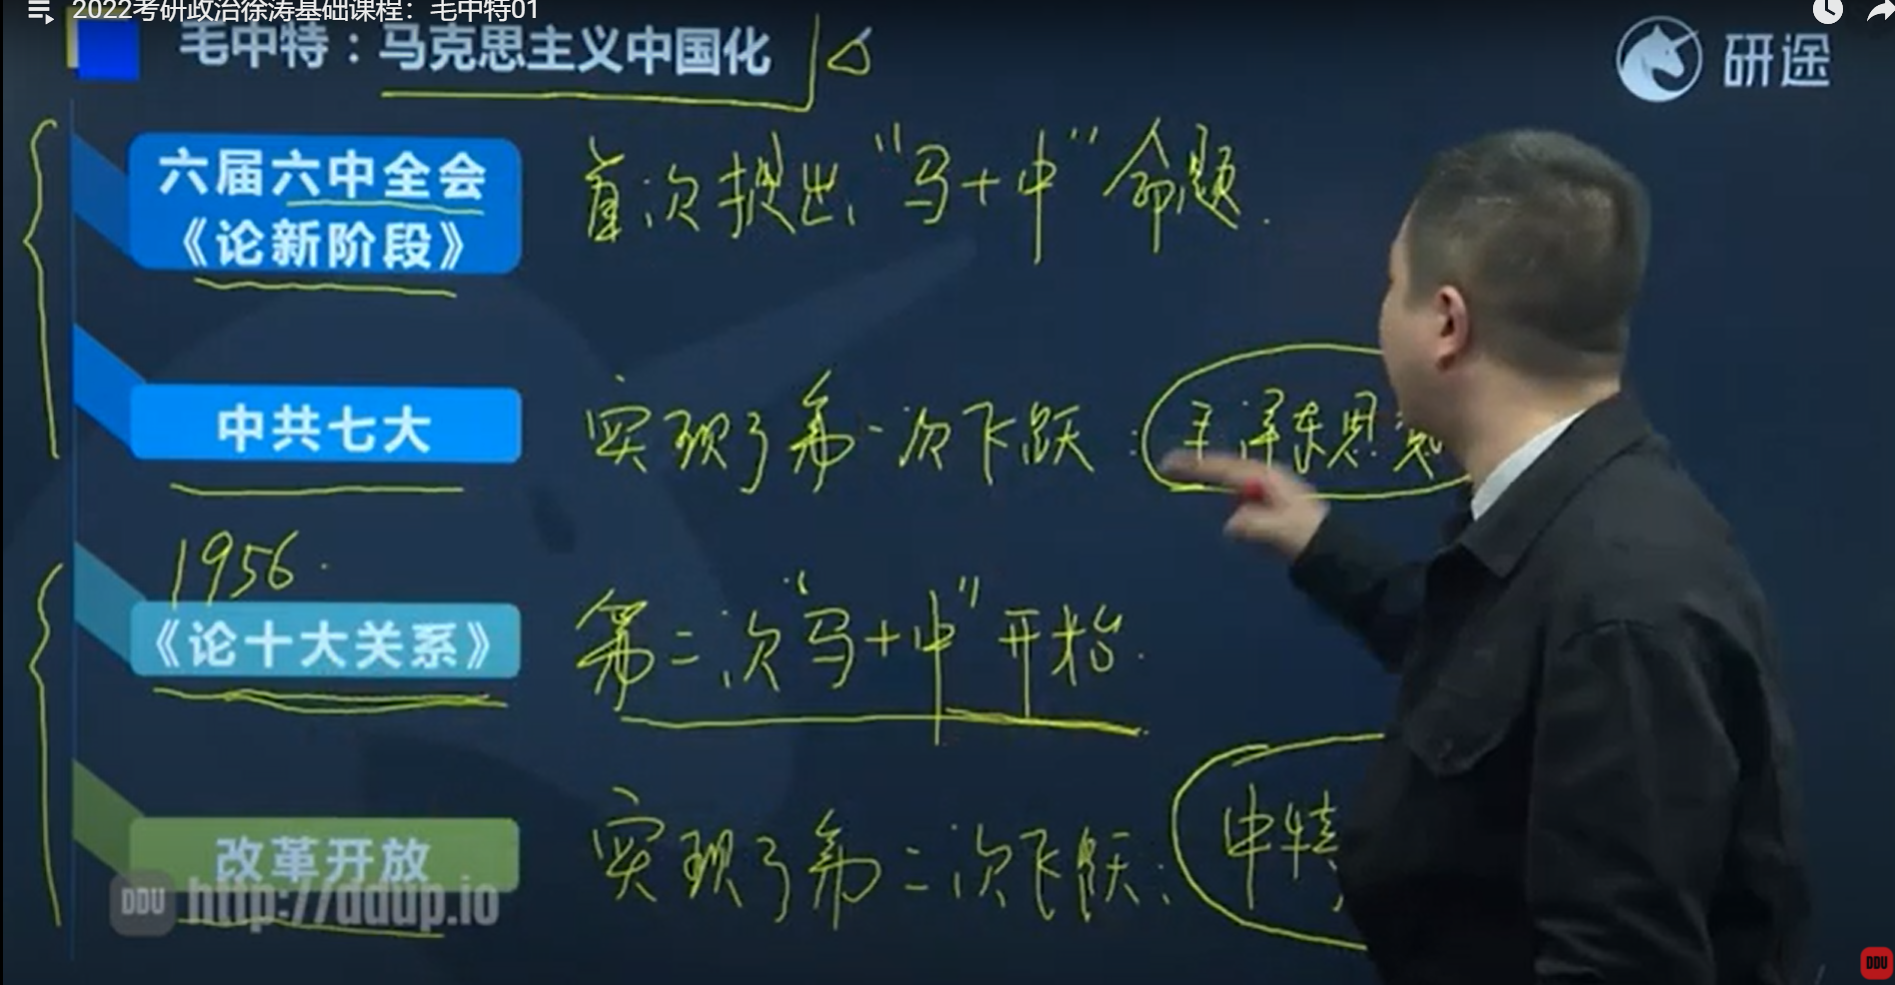 2022考研政治徐涛基础课程：毛中特01
毛中特：马克思主义中国化
研途
六届六中全会
《论新阶段》
首次提出“马+中”命题.
中共七大
实现了第一次飞跃：毛泽东思想
1956.
《论十大关系》
第二次“马+中”开始.
改革开放
实现了第二次飞跃：中特
DDU http://ddup.io
DDU